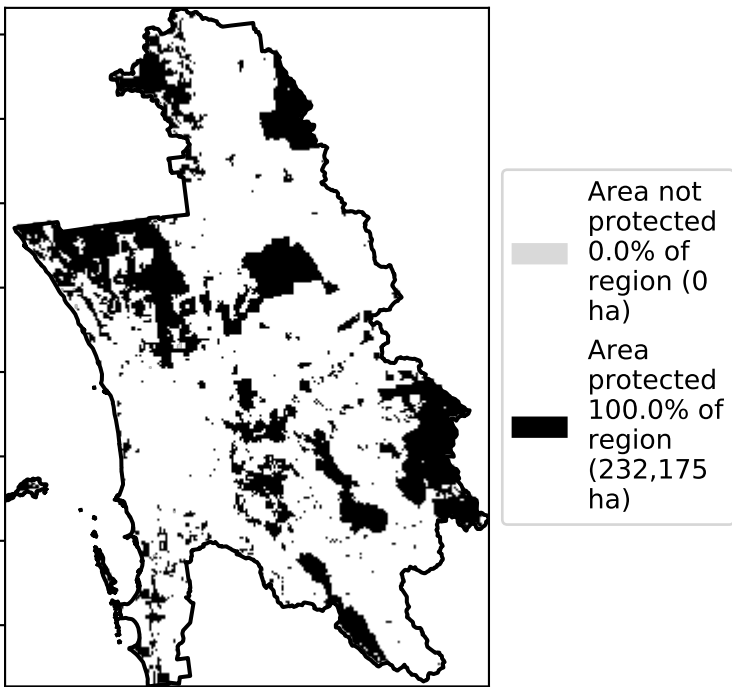 Area not
protected
0.0% of
region (0
ha)
Area
protected
100.0% of
region
(232,175
ha)